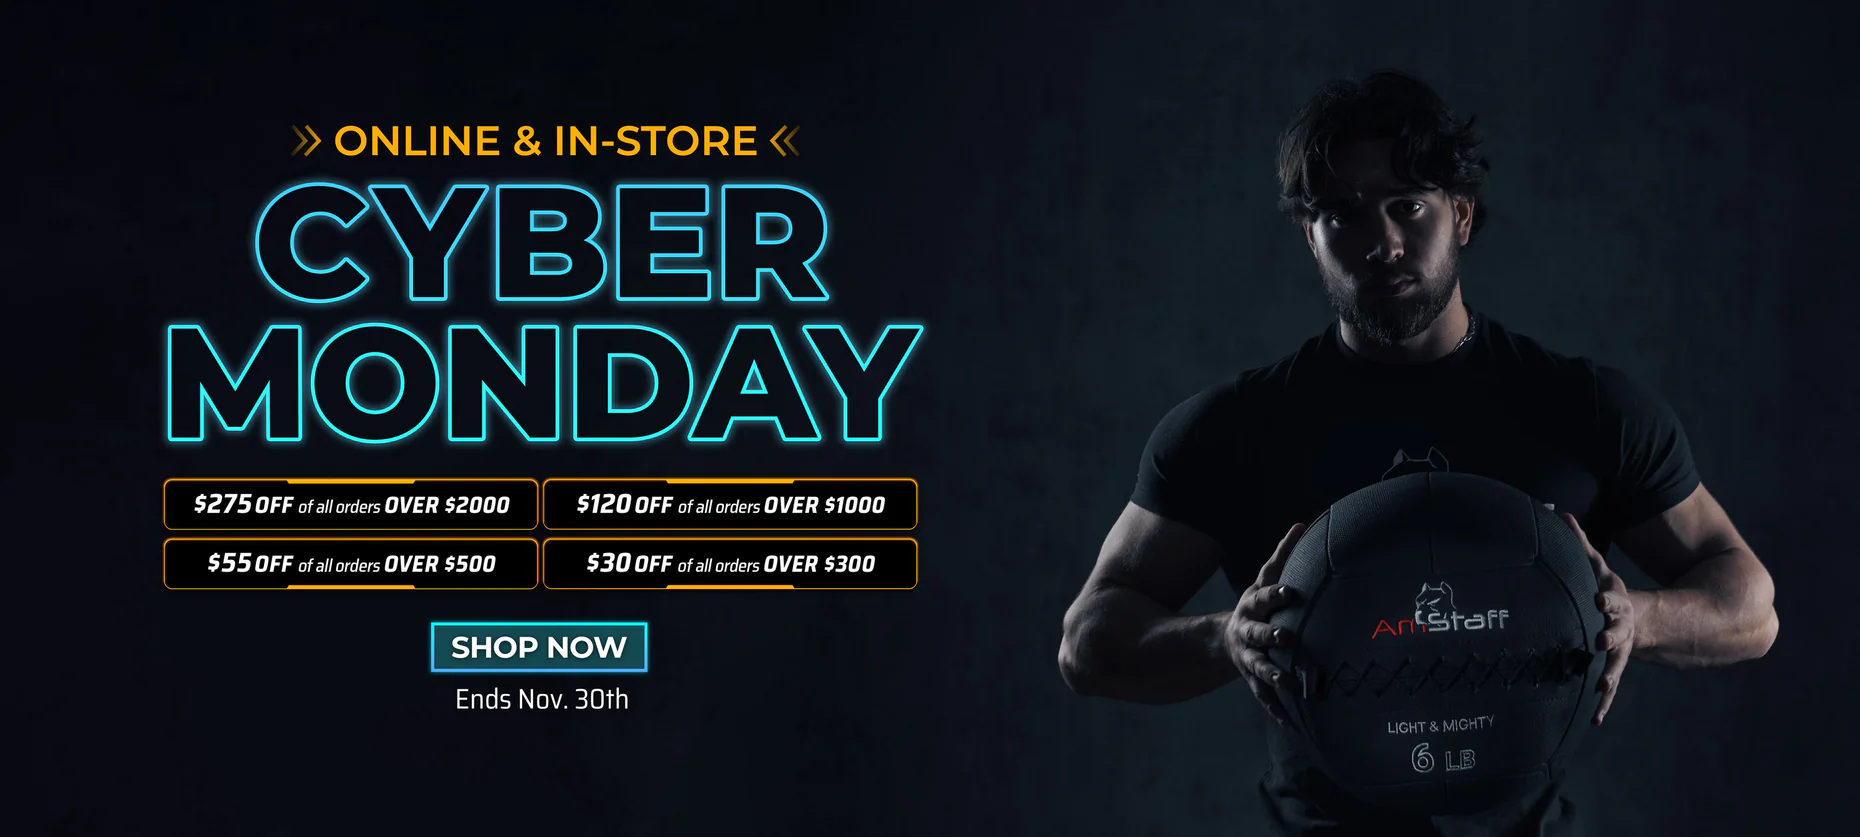 ONLINE & IN-STORE
CYBER
MONDAY
$275 OFF of all orders OVER $2000
$120 OFF of all orders OVER $1000
$55 OFF of all orders OVER $500
$30 OFF of all orders OVER $300
SHOP NOW
Ends Nov. 30th
AmStaff
LIGHT & MIGHTY
6 LB